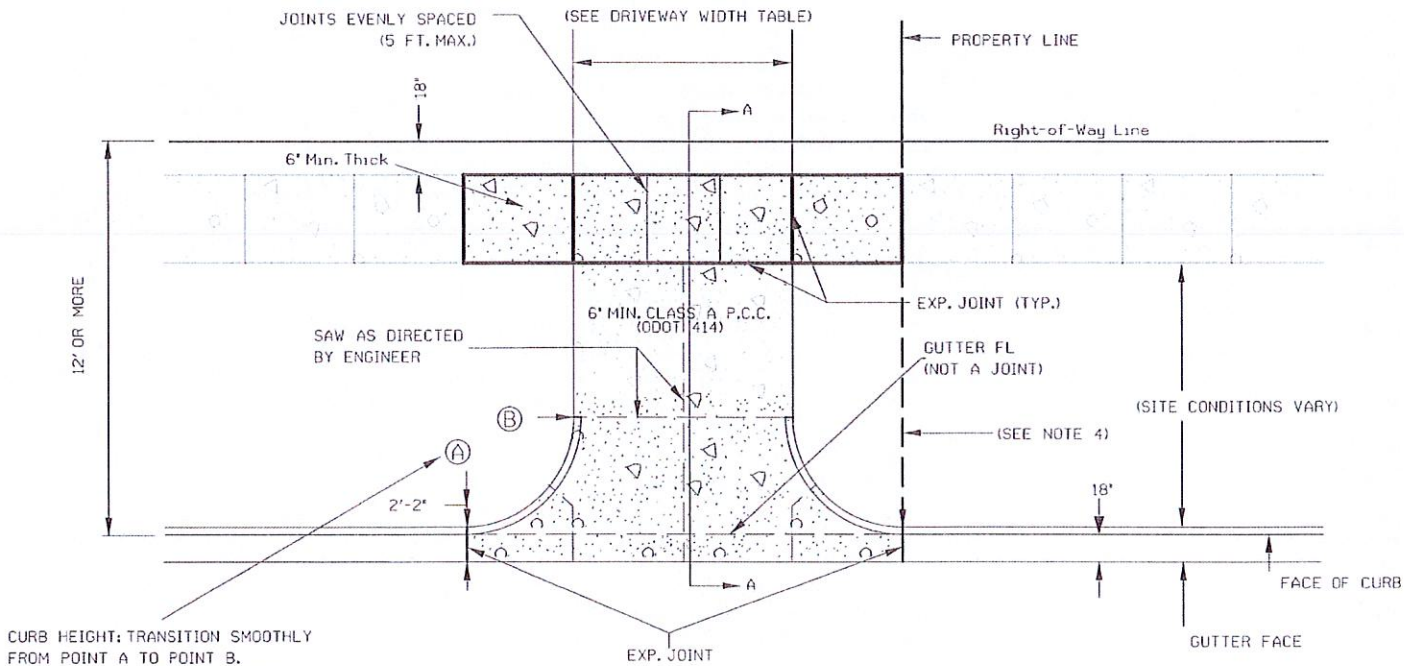 JOINTS EVENLY SPACED
(5 FT. MAX.)
(SEE DRIVEWAY WIDTH TABLE)
PROPERTY LINE
18"
A
Right-of-Way Line
6" Min. Thick
12' OR MORE
EXP. JOINT (TYP.)
6" MIN. CLASS A P.C.C.
(ODOT 414)
SAW AS DIRECTED
BY ENGINEER
GUTTER FL
(NOT A JOINT)
(SITE CONDITIONS VARY)
B
(SEE NOTE 4)
A
2'-2"
18"
A
FACE OF CURB
CURB HEIGHT: TRANSITION SMOOTHLY
FROM POINT A TO POINT B.
EXP. JOINT
GUTTER FACE